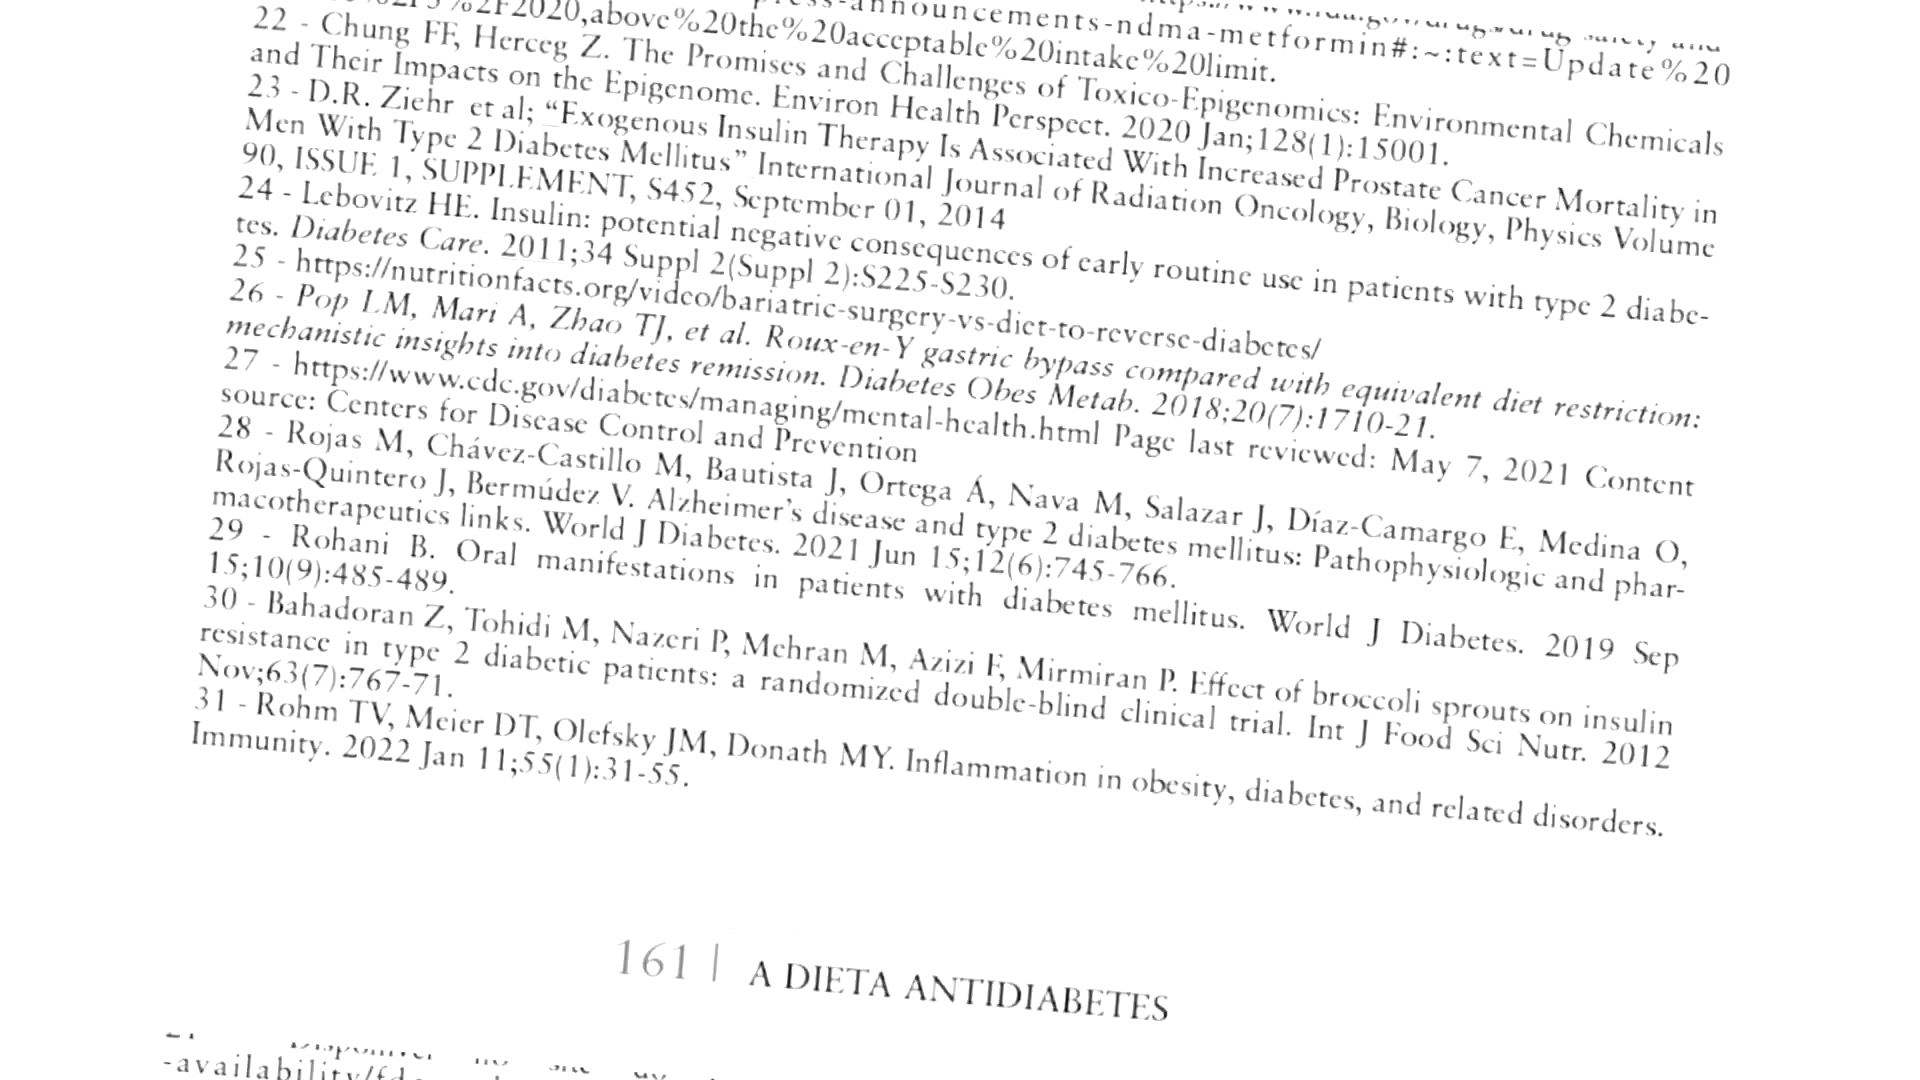 22 - Chung FF, Herceg Z. The Promises and Challenges of Toxico-Epigenomics: Environmental Chemicals
and Their Impacts on the Epigenome. Environ Health Perspect. 2020 Jan;128(1):15001.
23 - D.R. Ziehr et al; “Exogenous Insulin Therapy Is Associated With Increased Prostate Cancer Mortality in
Men With Type 2 Diabetes Mellitus” International Journal of Radiation Oncology, Biology, Physics Volume
90, ISSUE 1, SUPPLEMENT, S452, September 01, 2014
24 - Lebovitz HE. Insulin: potential negative consequences of early routine use in patients with type 2 diabe-
tes. Diabetes Care. 2011;34 Suppl 2(Suppl 2):S225-S230.
25 - https://nutritionfacts.org/video/bariatric-surgery-vs-diet-to-reverse-diabetes/
26 - Pop LM, Mari A, Zhao TJ, et al. Roux-en-Y gastric bypass compared with equivalent diet restriction:
mechanistic insights into diabetes remission. Diabetes Obes Metab. 2018;20(7):1710-21.
27 - https://www.cdc.gov/diabetes/managing/mental-health.html Page last reviewed: May 7, 2021 Content
source: Centers for Disease Control and Prevention
28 - Rojas M, Chávez-Castillo M, Bautista J, Ortega Á, Nava M, Salazar J, Díaz-Camargo E, Medina O,
Rojas-Quintero J, Bermúdez V. Alzheimer’s disease and type 2 diabetes mellitus: Pathophysiologic and phar-
macotherapeutics links. World J Diabetes. 2021 Jun 15;12(6):745-766.
29 - Rohani B. Oral manifestations in patients with diabetes mellitus. World J Diabetes. 2019 Sep
15;10(9):485-489.
30 - Bahadoran Z, Tohidi M, Nazeri P, Mehran M, Azizi F, Mirmiran P. Effect of broccoli sprouts on insulin
resistance in type 2 diabetic patients: a randomized double-blind clinical trial. Int J Food Sci Nutr. 2012
Nov;63(7):767-71.
31 - Rohm TV, Meier DT, Olefsky JM, Donath MY. Inflammation in obesity, diabetes, and related disorders.
Immunity. 2022 Jan 11;55(1):31-55.
161 | A DIETA ANTIDIABETES